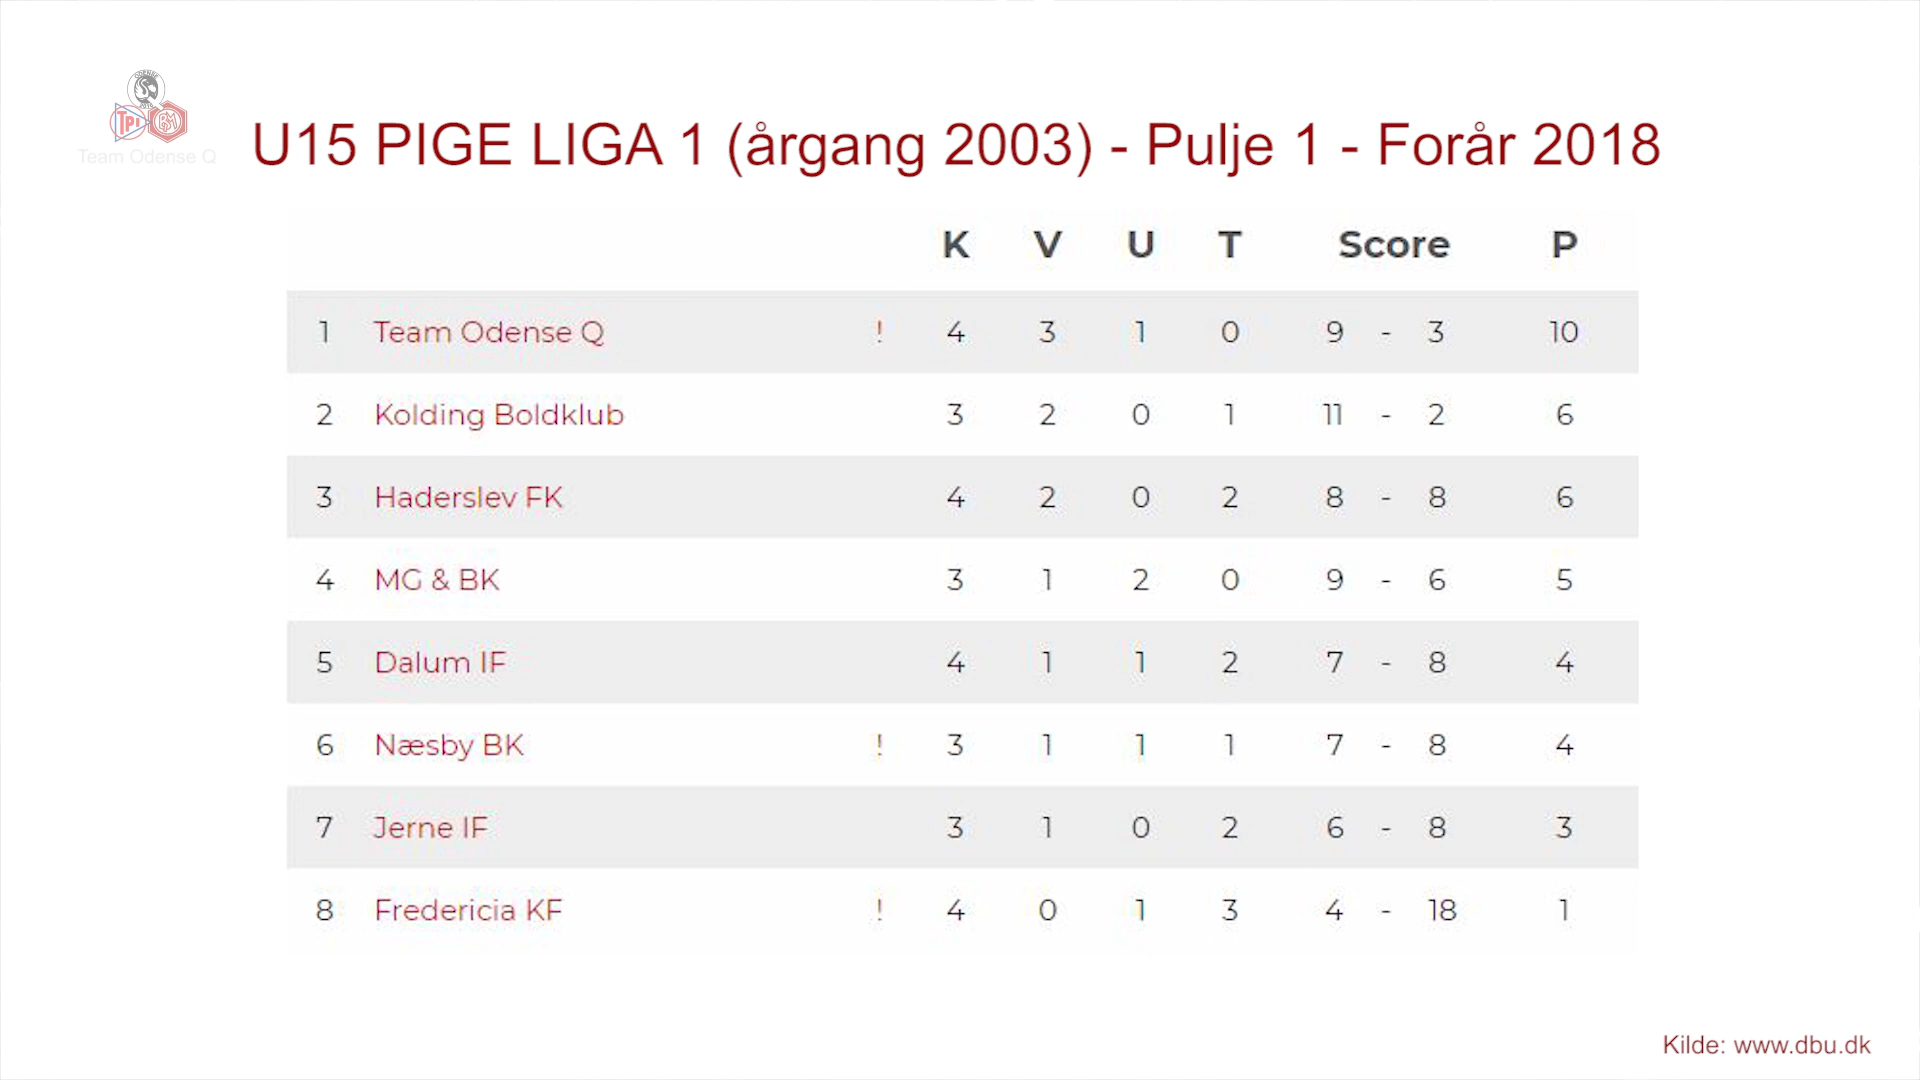 ODENSE
TPI
Team Odense Q
U15 PIGE LIGA 1 (årgang 2003) - Pulje 1 - Forår 2018
K V U T Score P
1 Team Odense Q ! 4 3 1 0 9 - 3 10
2 Kolding Boldklub 3 2 0 1 11 - 2 6
3 Haderslev FK 4 2 0 2 8 - 8 6
4 MG & BK 3 1 2 0 9 - 6 5
5 Dalum IF 4 1 1 2 7 - 8 4
6 Næsby BK ! 3 1 1 1 7 - 8 4
7 Jerne IF 3 1 0 2 6 - 8 3
8 Fredericia KF ! 4 0 1 3 4 - 18 1
Kilde: www.dbu.dk